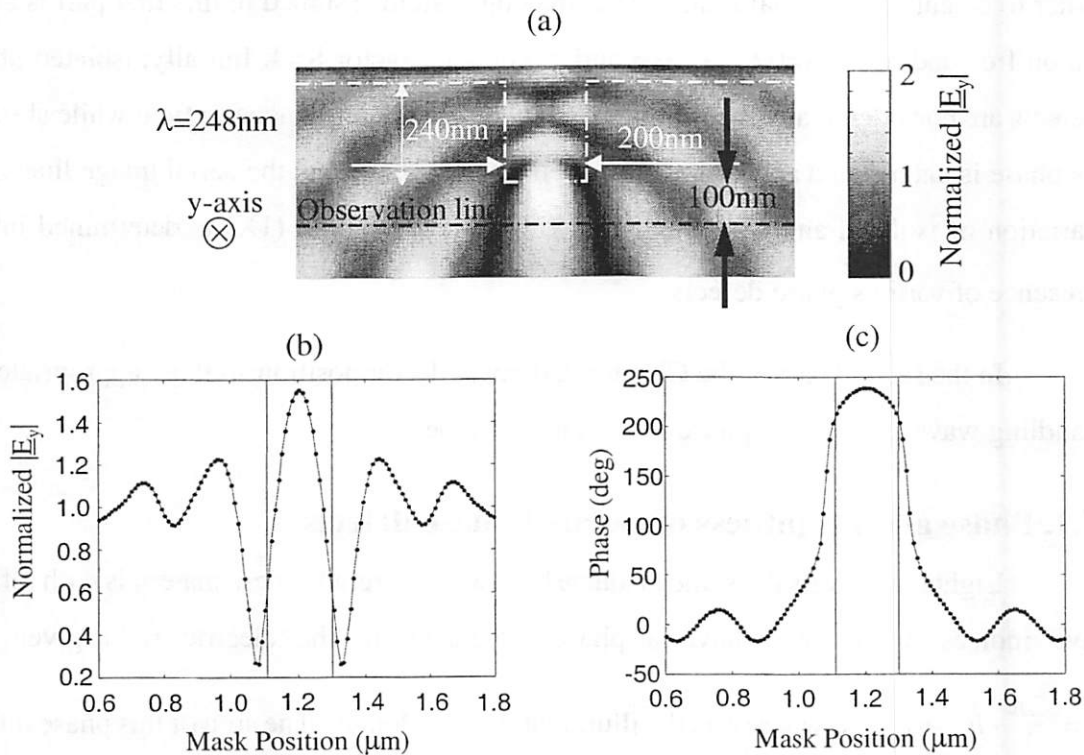 (a)
λ=248nm
240nm
200nm
y-axis
Observation line
100nm
2
1
0
Normalized |E_y|
(b)
1.6
1.4
1.2
1.0
0.8
0.6
0.4
0.2
Normalized |E_y|
0.6 0.8 1.0 1.2 1.4 1.6 1.8
Mask Position (μm)
(c)
250
200
150
100
50
0
-50
Phase (deg)
0.6 0.8 1.0 1.2 1.4 1.6 1.8
Mask Position (μm)